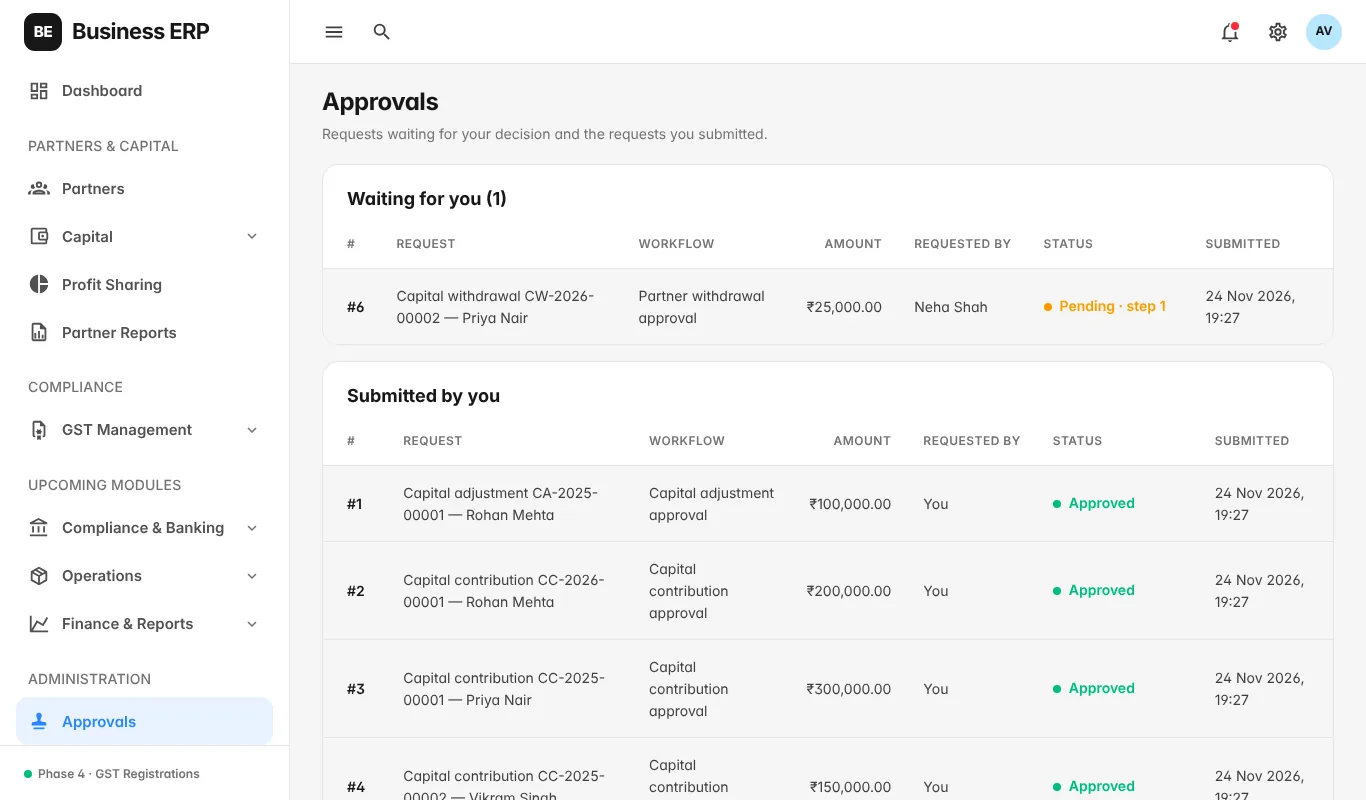 BE Business ERP
AV
Dashboard
PARTNERS & CAPITAL
Partners
Capital
Profit Sharing
Partner Reports
COMPLIANCE
GST Management
UPCOMING MODULES
Compliance & Banking
Operations
Finance & Reports
ADMINISTRATION
Approvals
Phase 4 · GST Registrations
Approvals
Requests waiting for your decision and the requests you submitted.
Waiting for you (1)
# REQUEST WORKFLOW AMOUNT REQUESTED BY STATUS SUBMITTED
#6 Capital withdrawal CW-2026-
00002 — Priya Nair
Partner withdrawal
approval
₹25,000.00 Neha Shah Pending · step 1
24 Nov 2026,
19:27
Submitted by you
# REQUEST WORKFLOW AMOUNT REQUESTED BY STATUS SUBMITTED
#1 Capital adjustment CA-2025-
00001 — Rohan Mehta
Capital adjustment
approval
₹100,000.00 You Approved
24 Nov 2026,
19:27
#2 Capital contribution CC-2026-
00001 — Rohan Mehta
Capital
contribution
approval
₹200,000.00 You Approved
24 Nov 2026,
19:27
#3 Capital contribution CC-2025-
00001 — Priya Nair
Capital
contribution
approval
₹300,000.00 You Approved
24 Nov 2026,
19:27
#4 Capital contribution CC-2025-
00002 — Vikram Singh
Capital
contribution
₹150,000.00 You Approved
24 Nov 2026,
19:27